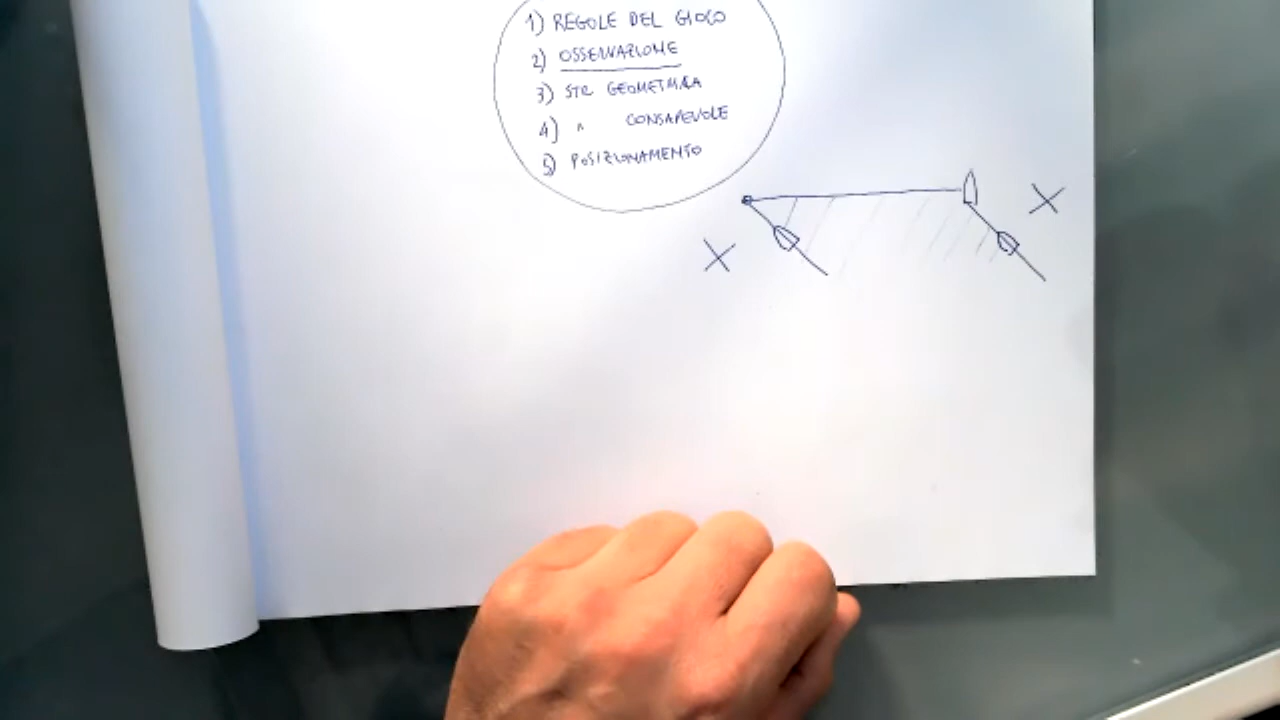 1) REGOLE DEL GIOCO
2) OSSERVAZIONE
3) STR GEOMETRICA
4) " CONSAPEVOLE
5) POSIZIONAMENTO